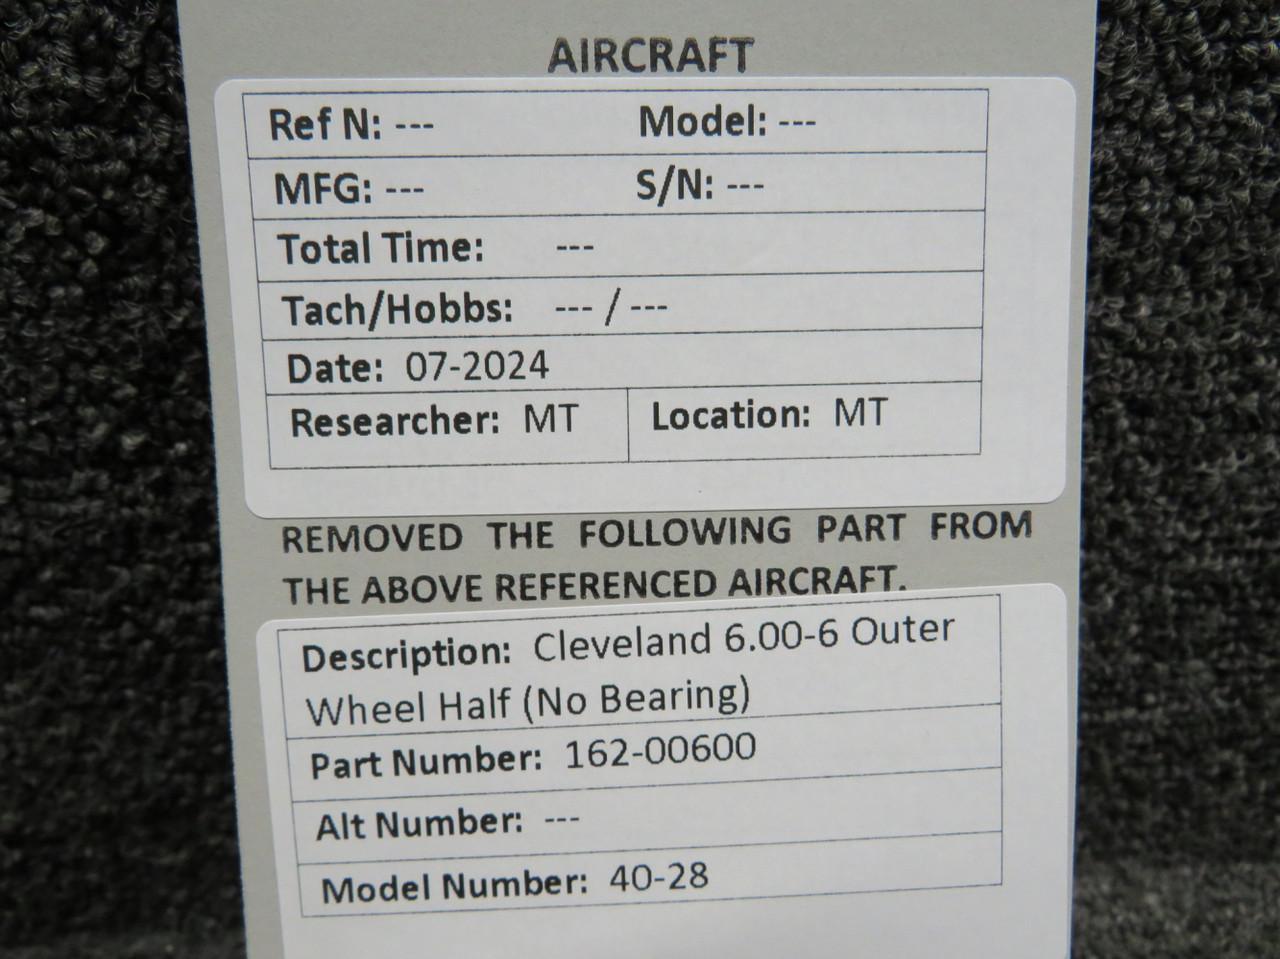 AIRCRAFT
Ref N: --- Model: ---
MFG: --- S/N: ---
Total Time: ---
Tach/Hobbs: --- / ---
Date: 07-2024
Researcher: MT Location: MT
REMOVED THE FOLLOWING PART FROM
THE ABOVE REFERENCED AIRCRAFT.
Description: Cleveland 6.00-6 Outer
Wheel Half (No Bearing)
Part Number: 162-00600
Alt Number: ---
Model Number: 40-28